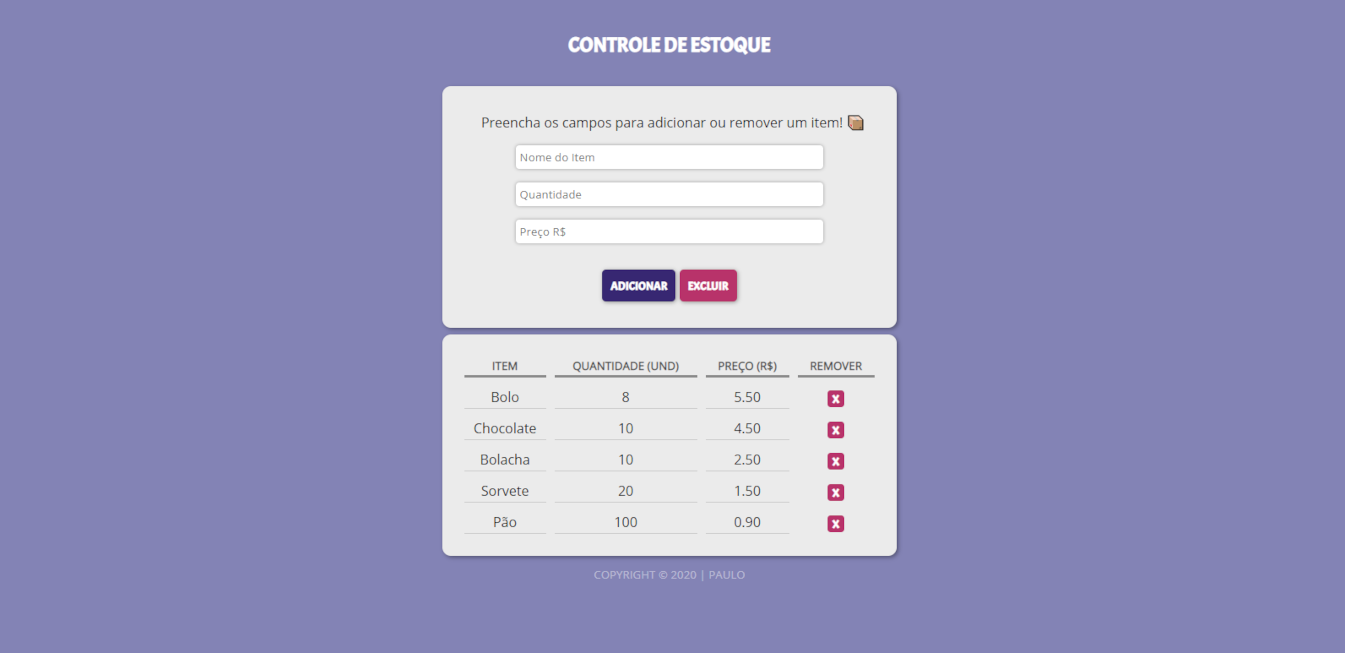 CONTROLE DE ESTOQUE
Preencha os campos para adicionar ou remover um item!
Nome do Item
Quantidade
Preço R$
ADICIONAR EXCLUIR
ITEM QUANTIDADE (UND) PREÇO (R$) REMOVER
Bolo 8 5.50 X
Chocolate 10 4.50 X
Bolacha 10 2.50 X
Sorvete 20 1.50 X
Pão 100 0.90 X
COPYRIGHT © 2020 | PAULO